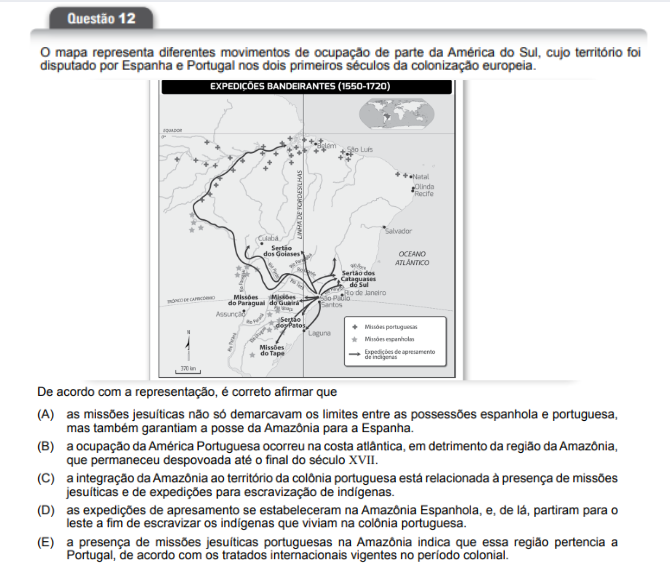 Questão 12
O mapa representa diferentes movimentos de ocupação de parte da América do Sul, cujo território foi
disputado por Espanha e Portugal nos dois primeiros séculos da colonização europeia.
EXPEDIÇÕES BANDEIRANTES (1550-1720)
EQUADOR
0°
Belém
São Luís
Natal
Olinda
Recife
LINHA DE TORDESILHAS
Salvador
Cuiabá
Sertão
dos Goiases
OCEANO
ATLÂNTICO
Sertão dos
Cataguases
do Sul
Rio de Janeiro
TRÓPICO DE CAPRICÓRNIO
Missões
do Paraguai
Missões
do Guairá
São Paulo
Santos
Assunção
Sertão
dos Patos
Laguna
Missões
do Tape
N
Missões portuguesas
Missões espanholas
Expedições de apresamento
de indígenas
De acordo com a representação, é correto afirmar que
(A) as missões jesuíticas não só demarcavam os limites entre as possessões espanhola e portuguesa,
mas também garantiam a posse da Amazônia para a Espanha.
(B) a ocupação da América Portuguesa ocorreu na costa atlântica, em detrimento da região da Amazônia,
que permaneceu despovoada até o final do século XVII.
(C) a integração da Amazônia ao território da colônia portuguesa está relacionada à presença de missões
jesuíticas e de expedições para escravização de indígenas.
(D) as expedições de apresamento se estabeleceram na Amazônia Espanhola, e, de lá, partiram para o
leste a fim de escravizar os indígenas que viviam na colônia portuguesa.
(E) a presença de missões jesuíticas portuguesas na Amazônia indica que essa região pertencia a
Portugal, de acordo com os tratados internacionais vigentes no período colonial.